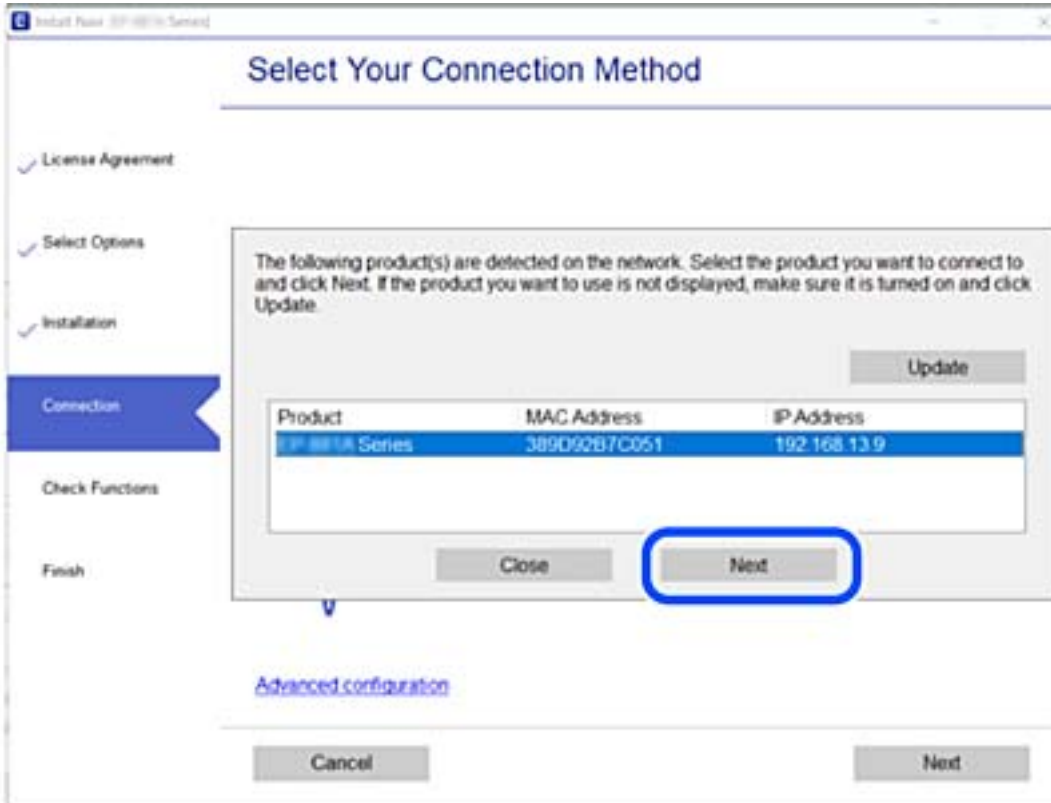 Install Navi Series]
Select Your Connection Method
License Agreement
Select Options
Installation
Connection
Check Functions
Finish
The following product(s) are detected on the network. Select the product you want to connect to
and click Next. If the product you want to use is not displayed, make sure it is turned on and click
Update.
Update
Product MAC Address IP Address
Series 389D92B7C051 192.168.13.9
Close Next
Advanced configuration
Cancel Next